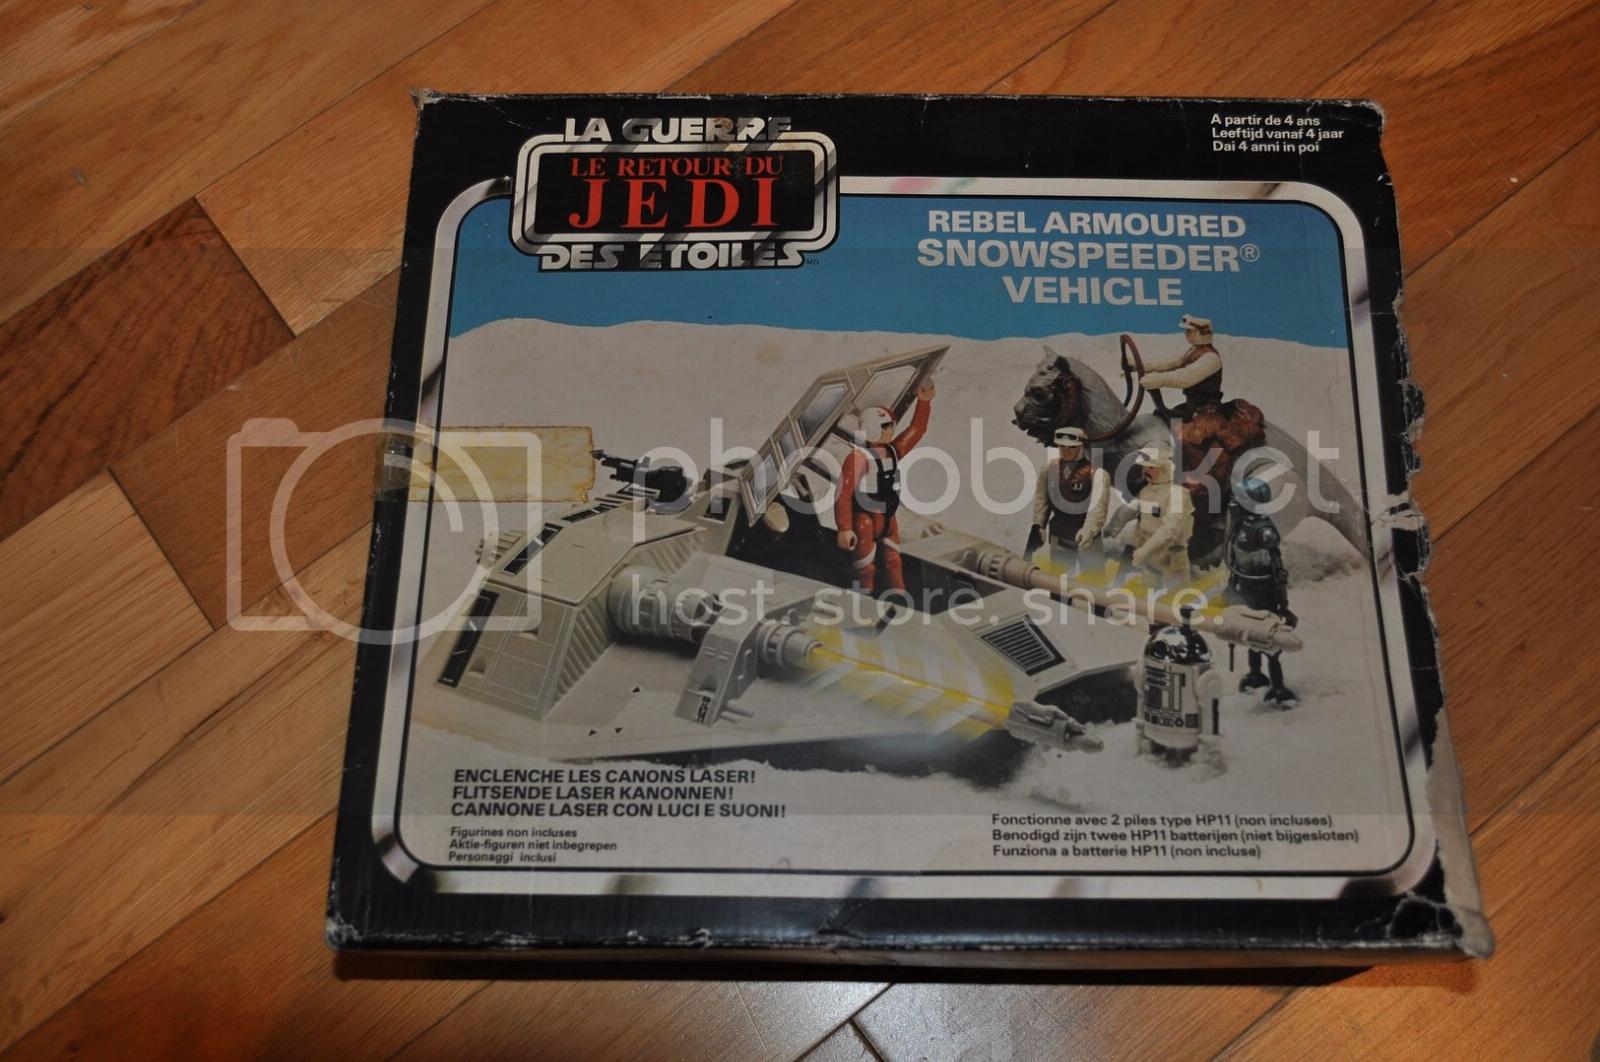 LA GUERRE
LE RETOUR DU
JEDI
DES ETOILES
MD
A partir de 4 ans
Leeftijd vanaf 4 jaar
Dai 4 anni in poi
REBEL ARMOURED
SNOWSPEEDER®
VEHICLE
photobucket
host. store. share.
ENCLENCHE LES CANONS LASER!
FLITSENDE LASER KANONNEN!
CANNONE LASER CON LUCI E SUONI!
Figurines non incluses
Aktie-figuren niet inbegrepen
Personaggi inclusi
Fonctionne avec 2 piles type HP11 (non incluses)
Benodigd zijn twee HP11 batterijen (niet bijgesloten)
Funziona a batterie HP11 (non incluse)